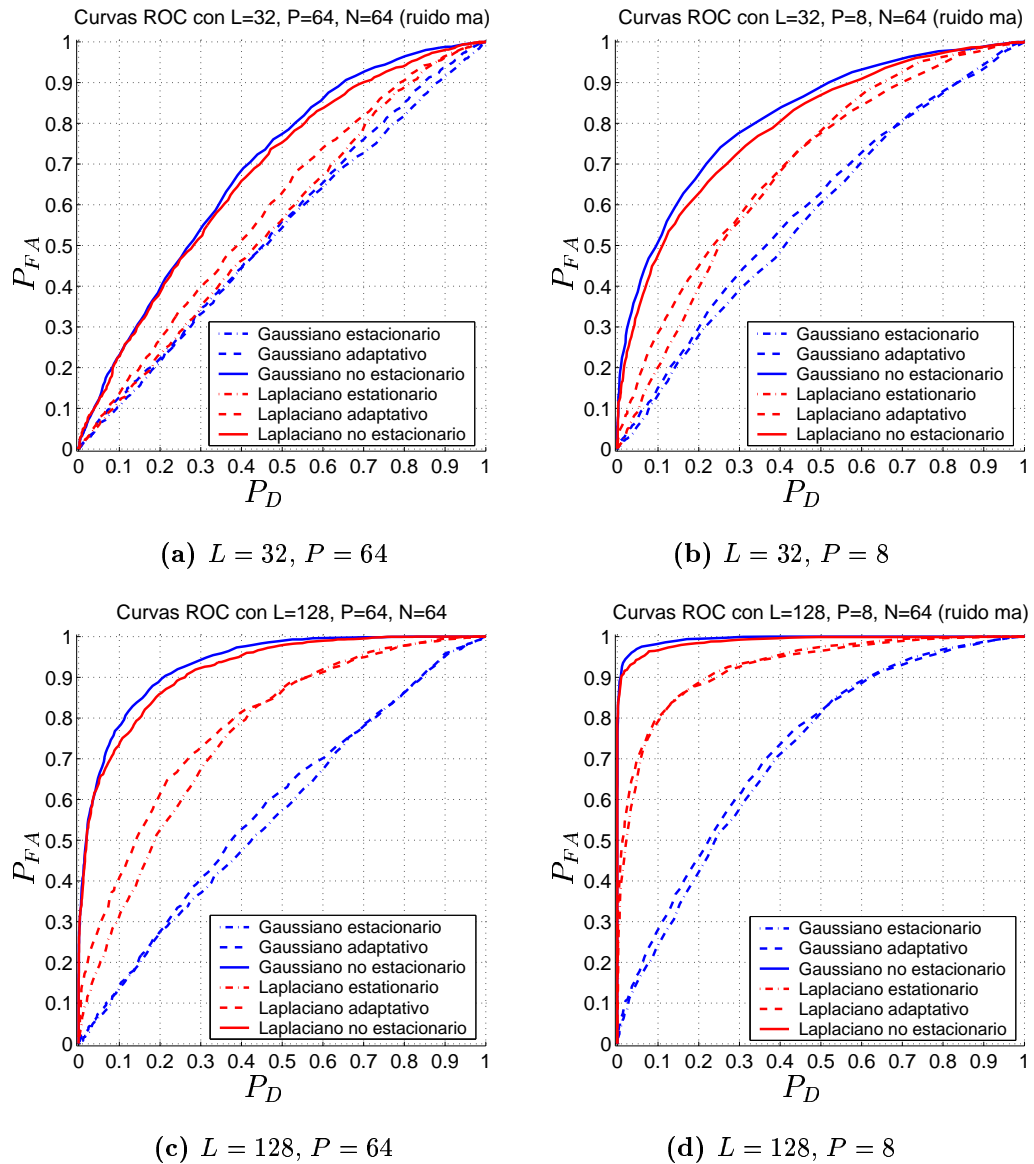 Curvas ROC con L=32, P=64, N=64 (ruido ma)
1
0.9
0.8
0.7
0.6
0.5
0.4
0.3
0.2
0.1
0
P_{FA}
Gaussiano estacionario
Gaussiano adaptativo
Gaussiano no estacionario
Laplaciano estationario
Laplaciano adaptativo
Laplaciano no estacionario
0 0.1 0.2 0.3 0.4 0.5 0.6 0.7 0.8 0.9 1
P_D
(a) L = 32, P = 64
Curvas ROC con L=32, P=8, N=64 (ruido ma)
1
0.9
0.8
0.7
0.6
0.5
0.4
0.3
0.2
0.1
0
P_{FA}
Gaussiano estacionario
Gaussiano adaptativo
Gaussiano no estacionario
Laplaciano estationario
Laplaciano adaptativo
Laplaciano no estacionario
0 0.1 0.2 0.3 0.4 0.5 0.6 0.7 0.8 0.9 1
P_D
(b) L = 32, P = 8
Curvas ROC con L=128, P=64, N=64
1
0.9
0.8
0.7
0.6
0.5
0.4
0.3
0.2
0.1
0
P_{FA}
Gaussiano estacionario
Gaussiano adaptativo
Gaussiano no estacionario
Laplaciano estationario
Laplaciano adaptativo
Laplaciano no estacionario
0 0.1 0.2 0.3 0.4 0.5 0.6 0.7 0.8 0.9 1
P_D
(c) L = 128, P = 64
Curvas ROC con L=128, P=8, N=64 (ruido ma)
1
0.9
0.8
0.7
0.6
0.5
0.4
0.3
0.2
0.1
0
P_{FA}
Gaussiano estacionario
Gaussiano adaptativo
Gaussiano no estacionario
Laplaciano estationario
Laplaciano adaptativo
Laplaciano no estacionario
0 0.1 0.2 0.3 0.4 0.5 0.6 0.7 0.8 0.9 1
P_D
(d) L = 128, P = 8